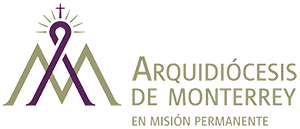 ARQUIDIÓCESIS
DE MONTERREY
EN MISIÓN PERMANENTE